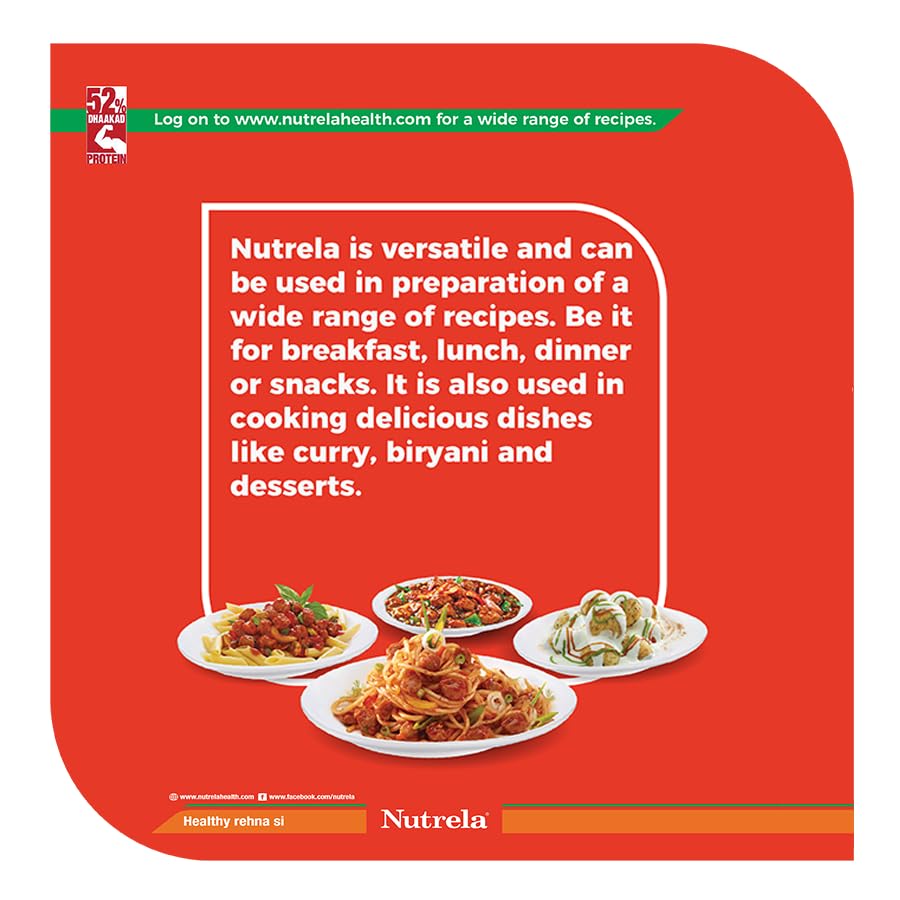 52%
DHAAKAD
PROTEIN
Log on to www.nutrelahealth.com for a wide range of recipes.
Nutrela is versatile and can
be used in preparation of a
wide range of recipes. Be it
for breakfast, lunch, dinner
or snacks. It is also used in
cooking delicious dishes
like curry, biryani and
desserts.
www.nutrelahealth.com www.facebook.com/nutrela
Healthy rehna si
Nutrela®